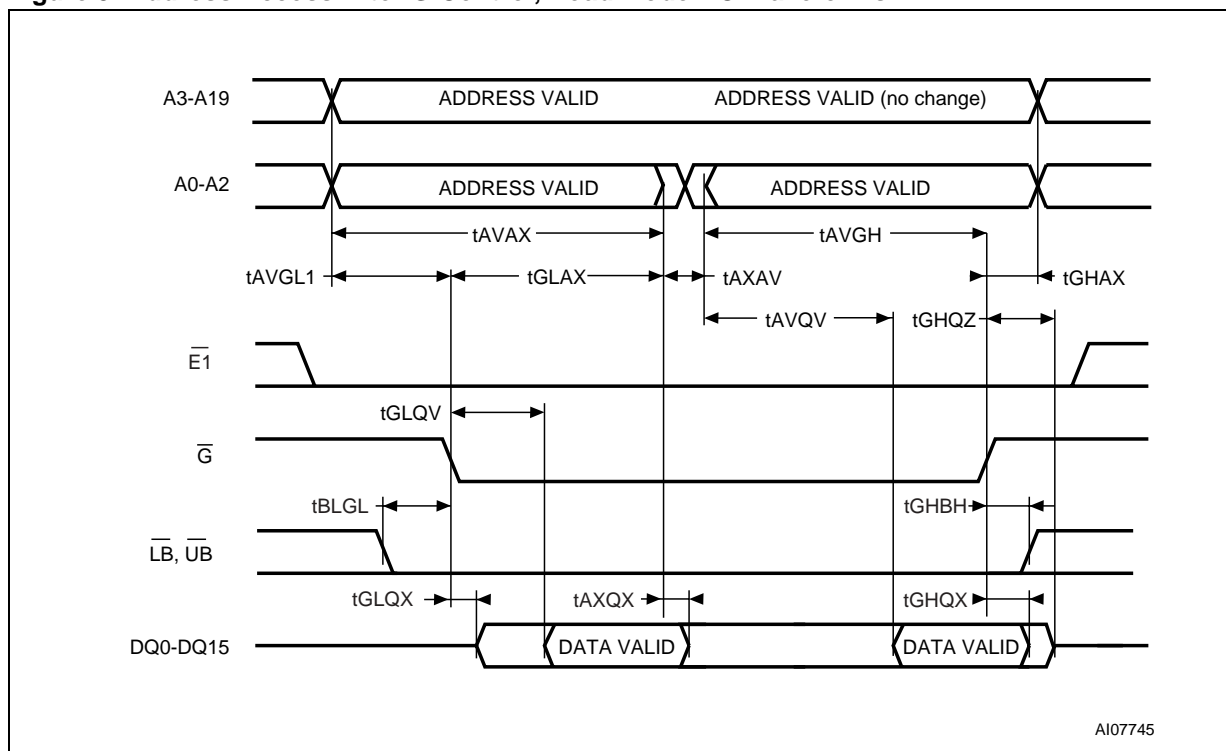 A3-A19
ADDRESS VALID
ADDRESS VALID (no change)
A0-A2
ADDRESS VALID
ADDRESS VALID
tAVAX
tAVGH
tAVGL1
tGLAX
tAXAV
tGHAX
tAVQV
tGHQZ
E1
tGLQV
G
tBLGL
tGHBH
LB, UB
tGLQX
tAXQX
tGHQX
DQ0-DQ15
DATA VALID
DATA VALID
AI07745